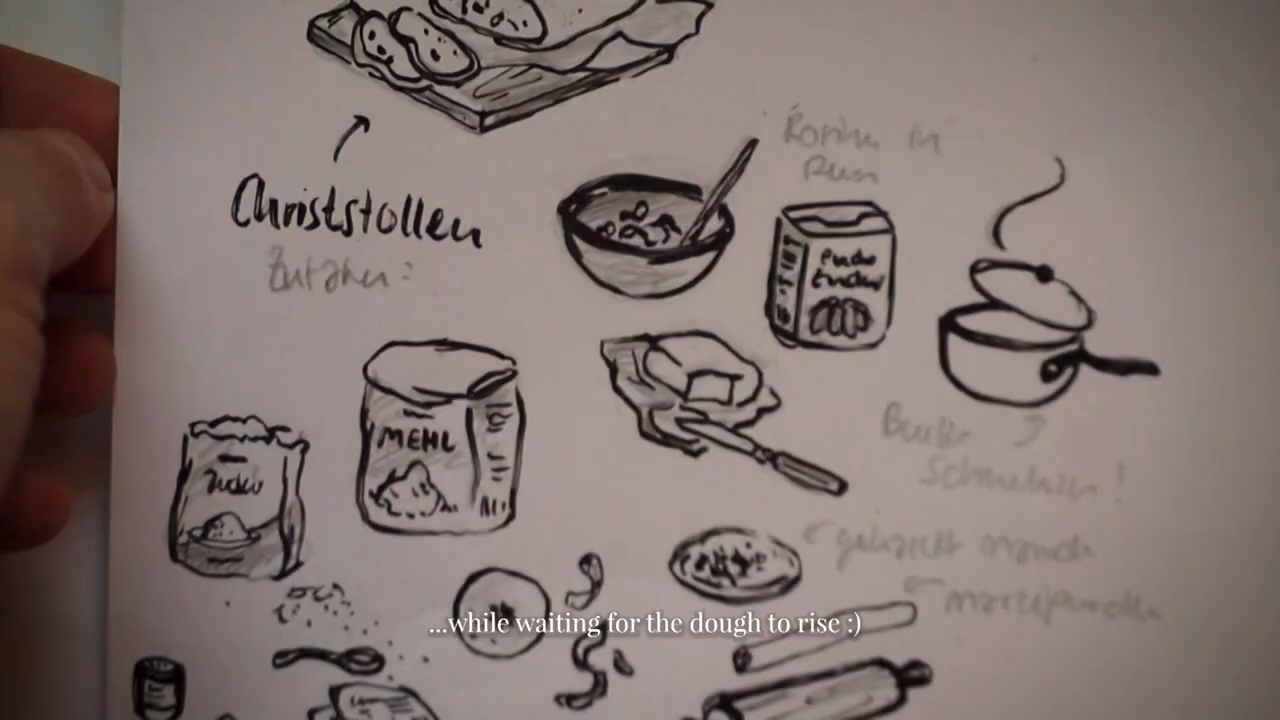 Christstollen
Zutaten:
Rosinen in
Rum
Puder
zucker
MEHL
Zucker
Butter
schmelzen!
gehackte Mandeln
...while waiting for the dough to rise :)